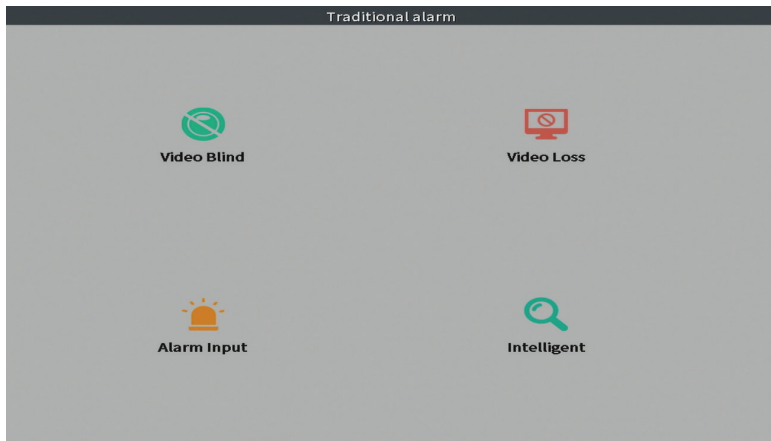 Traditional alarm
Video Blind
Video Loss
Alarm Input
Intelligent